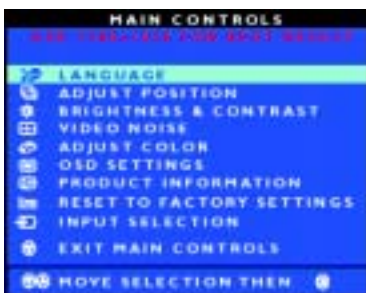 MAIN CONTROLS
LANGUAGE
ADJUST POSITION
BRIGHTNESS & CONTRAST
VIDEO NOISE
ADJUST COLOR
OSD SETTINGS
PRODUCT INFORMATION
RESET TO FACTORY SETTINGS
INPUT SELECTION
EXIT MAIN CONTROLS
MOVE SELECTION THEN